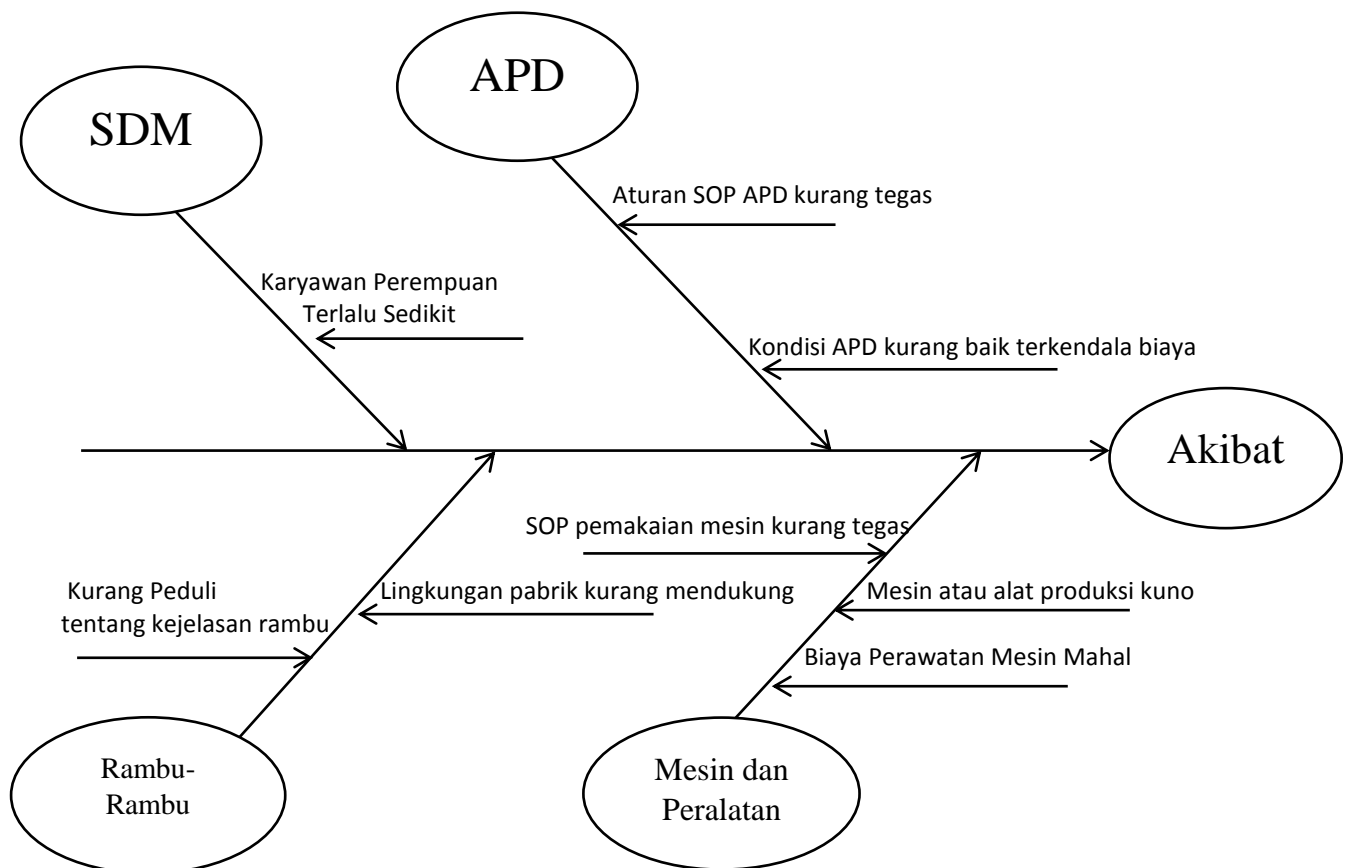 APD
SDM
Aturan SOP APD kurang tegas
Karyawan Perempuan
Terlalu Sedikit
Kondisi APD kurang baik terkendala biaya
Akibat
SOP pemakaian mesin kurang tegas
Kurang Peduli
tentang kejelasan rambu
Lingkungan pabrik kurang mendukung
Mesin atau alat produksi kuno
Biaya Perawatan Mesin Mahal
Rambu-
Rambu
Mesin dan
Peralatan